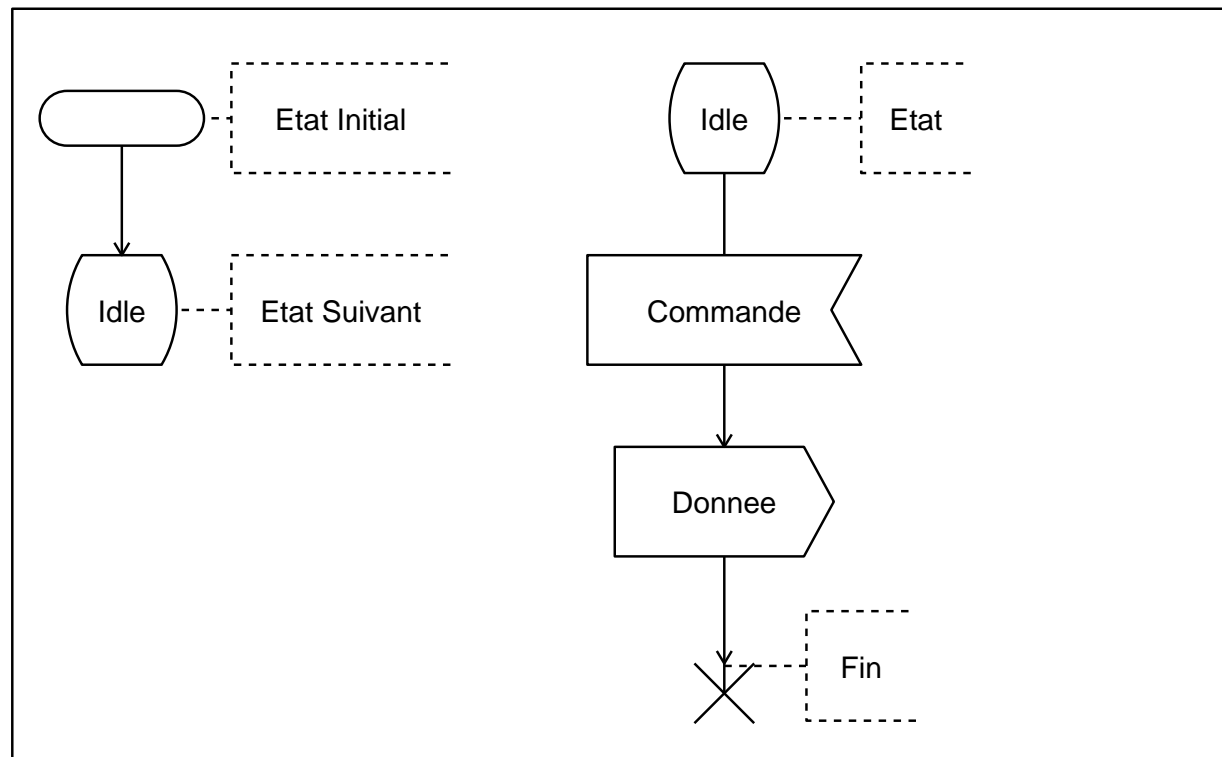 Etat Initial
Idle
Etat Suivant
Idle
Etat
Commande
Donnee
Fin